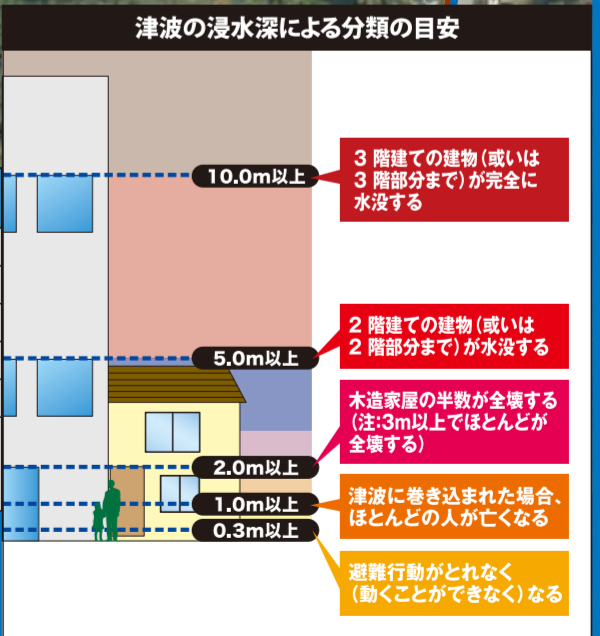 津波の浸水深による分類の目安
10.0m以上
3 階建ての建物（或いは
3 階部分まで）が完全に
水没する
5.0m以上
2 階建ての建物（或いは
2 階部分まで）が水没する
2.0m以上
木造家屋の半数が全壊する
（注:3m以上でほとんどが
全壊する）
1.0m以上
津波に巻き込まれた場合、
ほとんどの人が亡くなる
0.3m以上
避難行動がとれなく
（動くことができなく）なる